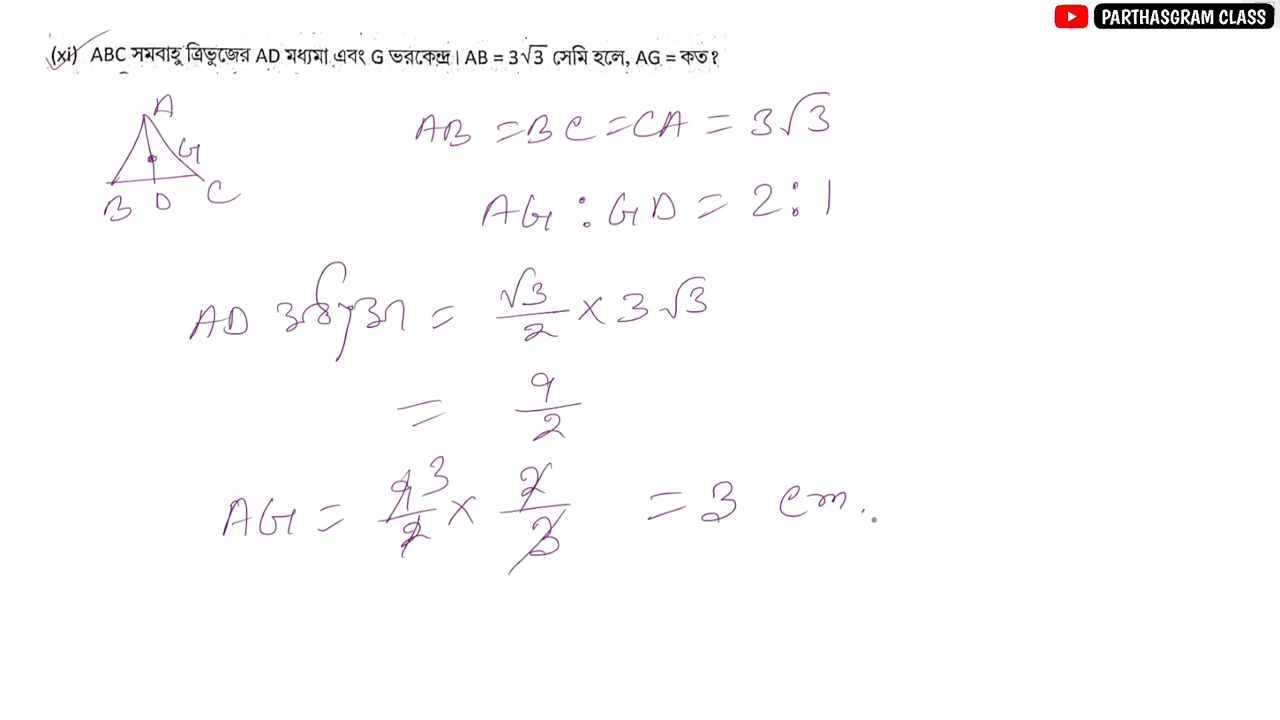 PARTHASGRAM CLASS
(xi) ABC সমবাহু ত্রিভুজের AD মধ্যমা এবং G ভরকেন্দ্র। AB = 3√3 সেমি হলে, AG = কত?
A
G
B D C
AB = BC = CA = 3√3
AG : GD = 2:1
AD = √3/2 × 3√3
= 9/2
AG = 9/2 3 × 2/3 = 3 cm.